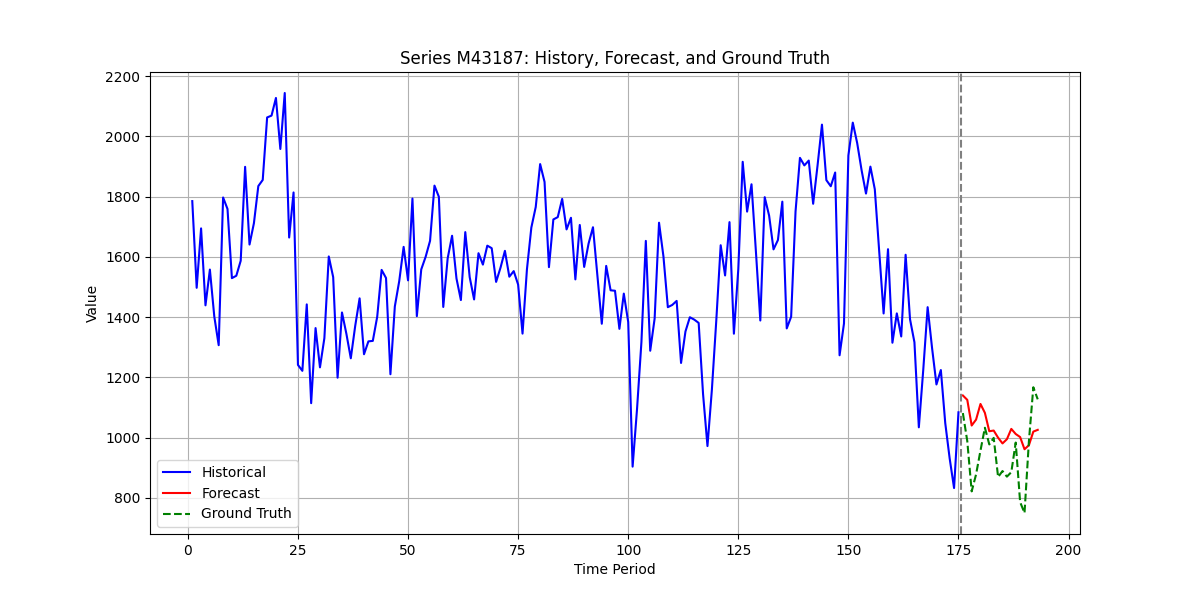 Series M43187: History, Forecast, and Ground Truth
2200
2000
1800
1600
1400
1200
1000
800
Value
Historical
Forecast
Ground Truth
0 25 50 75 100 125 150 175 200
Time Period